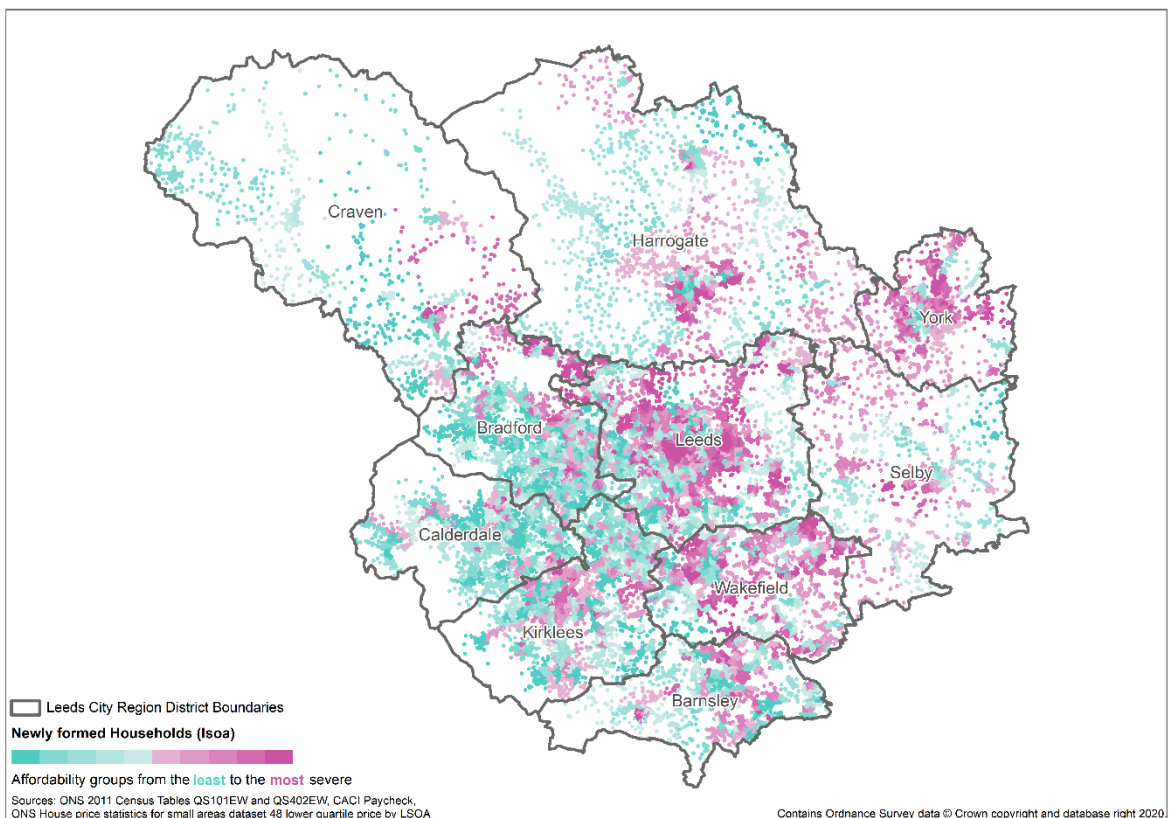 Craven
Harrogate
York
Bradford
Leeds
Selby
Calderdale
Wakefield
Kirklees
Barnsley
Leeds City Region District Boundaries
Newly formed Households (lsoa)
Affordability groups from the least to the most severe
Sources: ONS 2011 Census Tables QS101EW and QS402EW, CACI Paycheck,
ONS House price statistics for small areas dataset 48 lower quartile price by LSOA
Contains Ordnance Survey data © Crown copyright and database right 2020